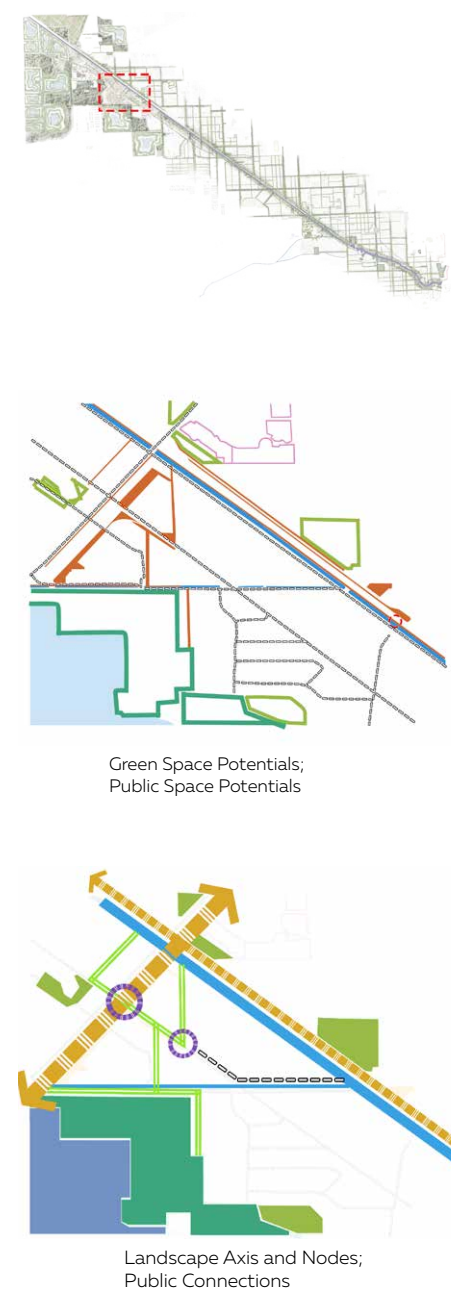 Green Space Potentials;
Public Space Potentials
Landscape Axis and Nodes;
Public Connections